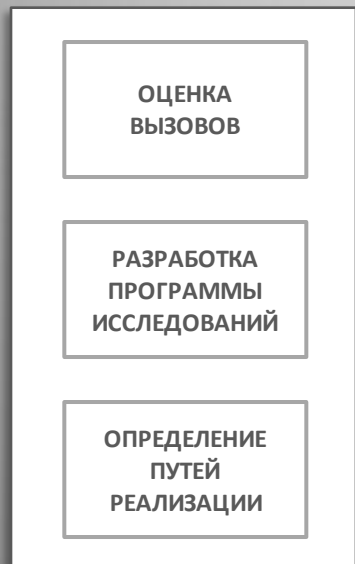 ОЦЕНКА
ВЫЗОВОВ
РАЗРАБОТКА
ПРОГРАММЫ
ИССЛЕДОВАНИЙ
ОПРЕДЕЛЕНИЕ
ПУТЕЙ
РЕАЛИЗАЦИИ